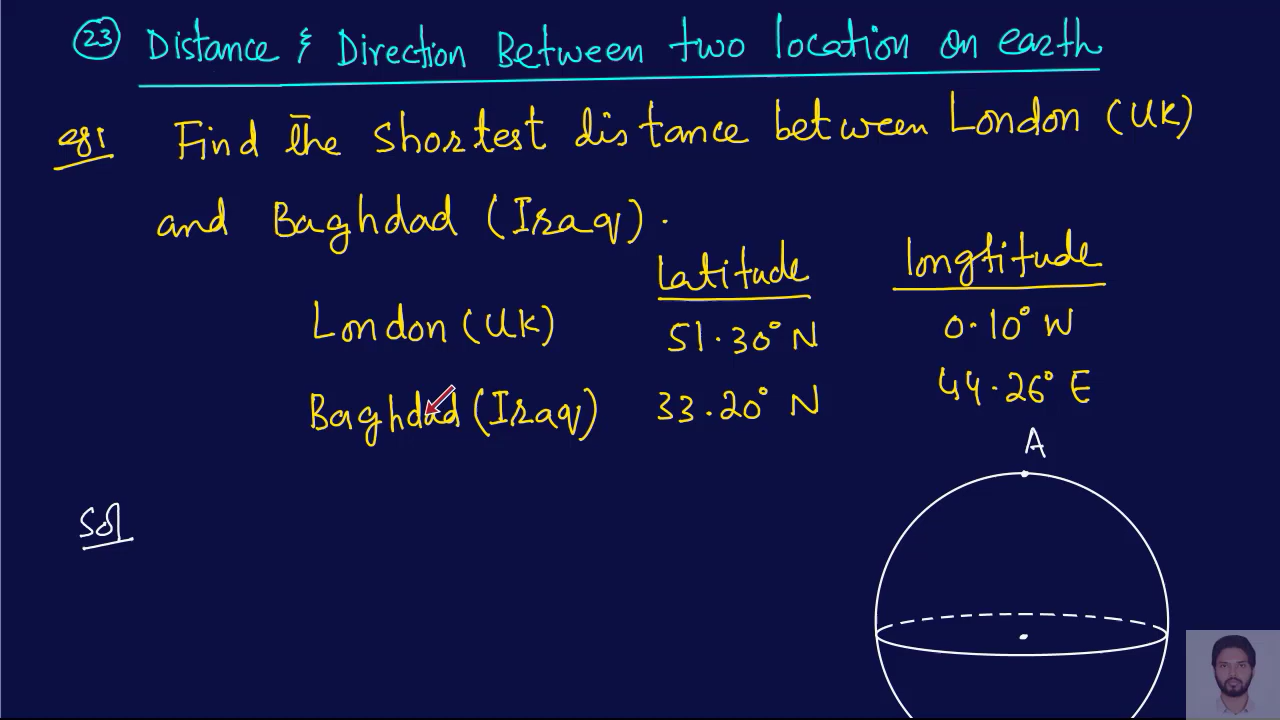 23 Distance & Direction Between two location on earth
eg1 Find the shortest distance between London (UK)
and Baghdad (Iraq).
Latitude longtitude
London (UK) 51.30° N 0.10° W
Baghdad (Iraq) 33.20° N 44.26° E
A
Sol